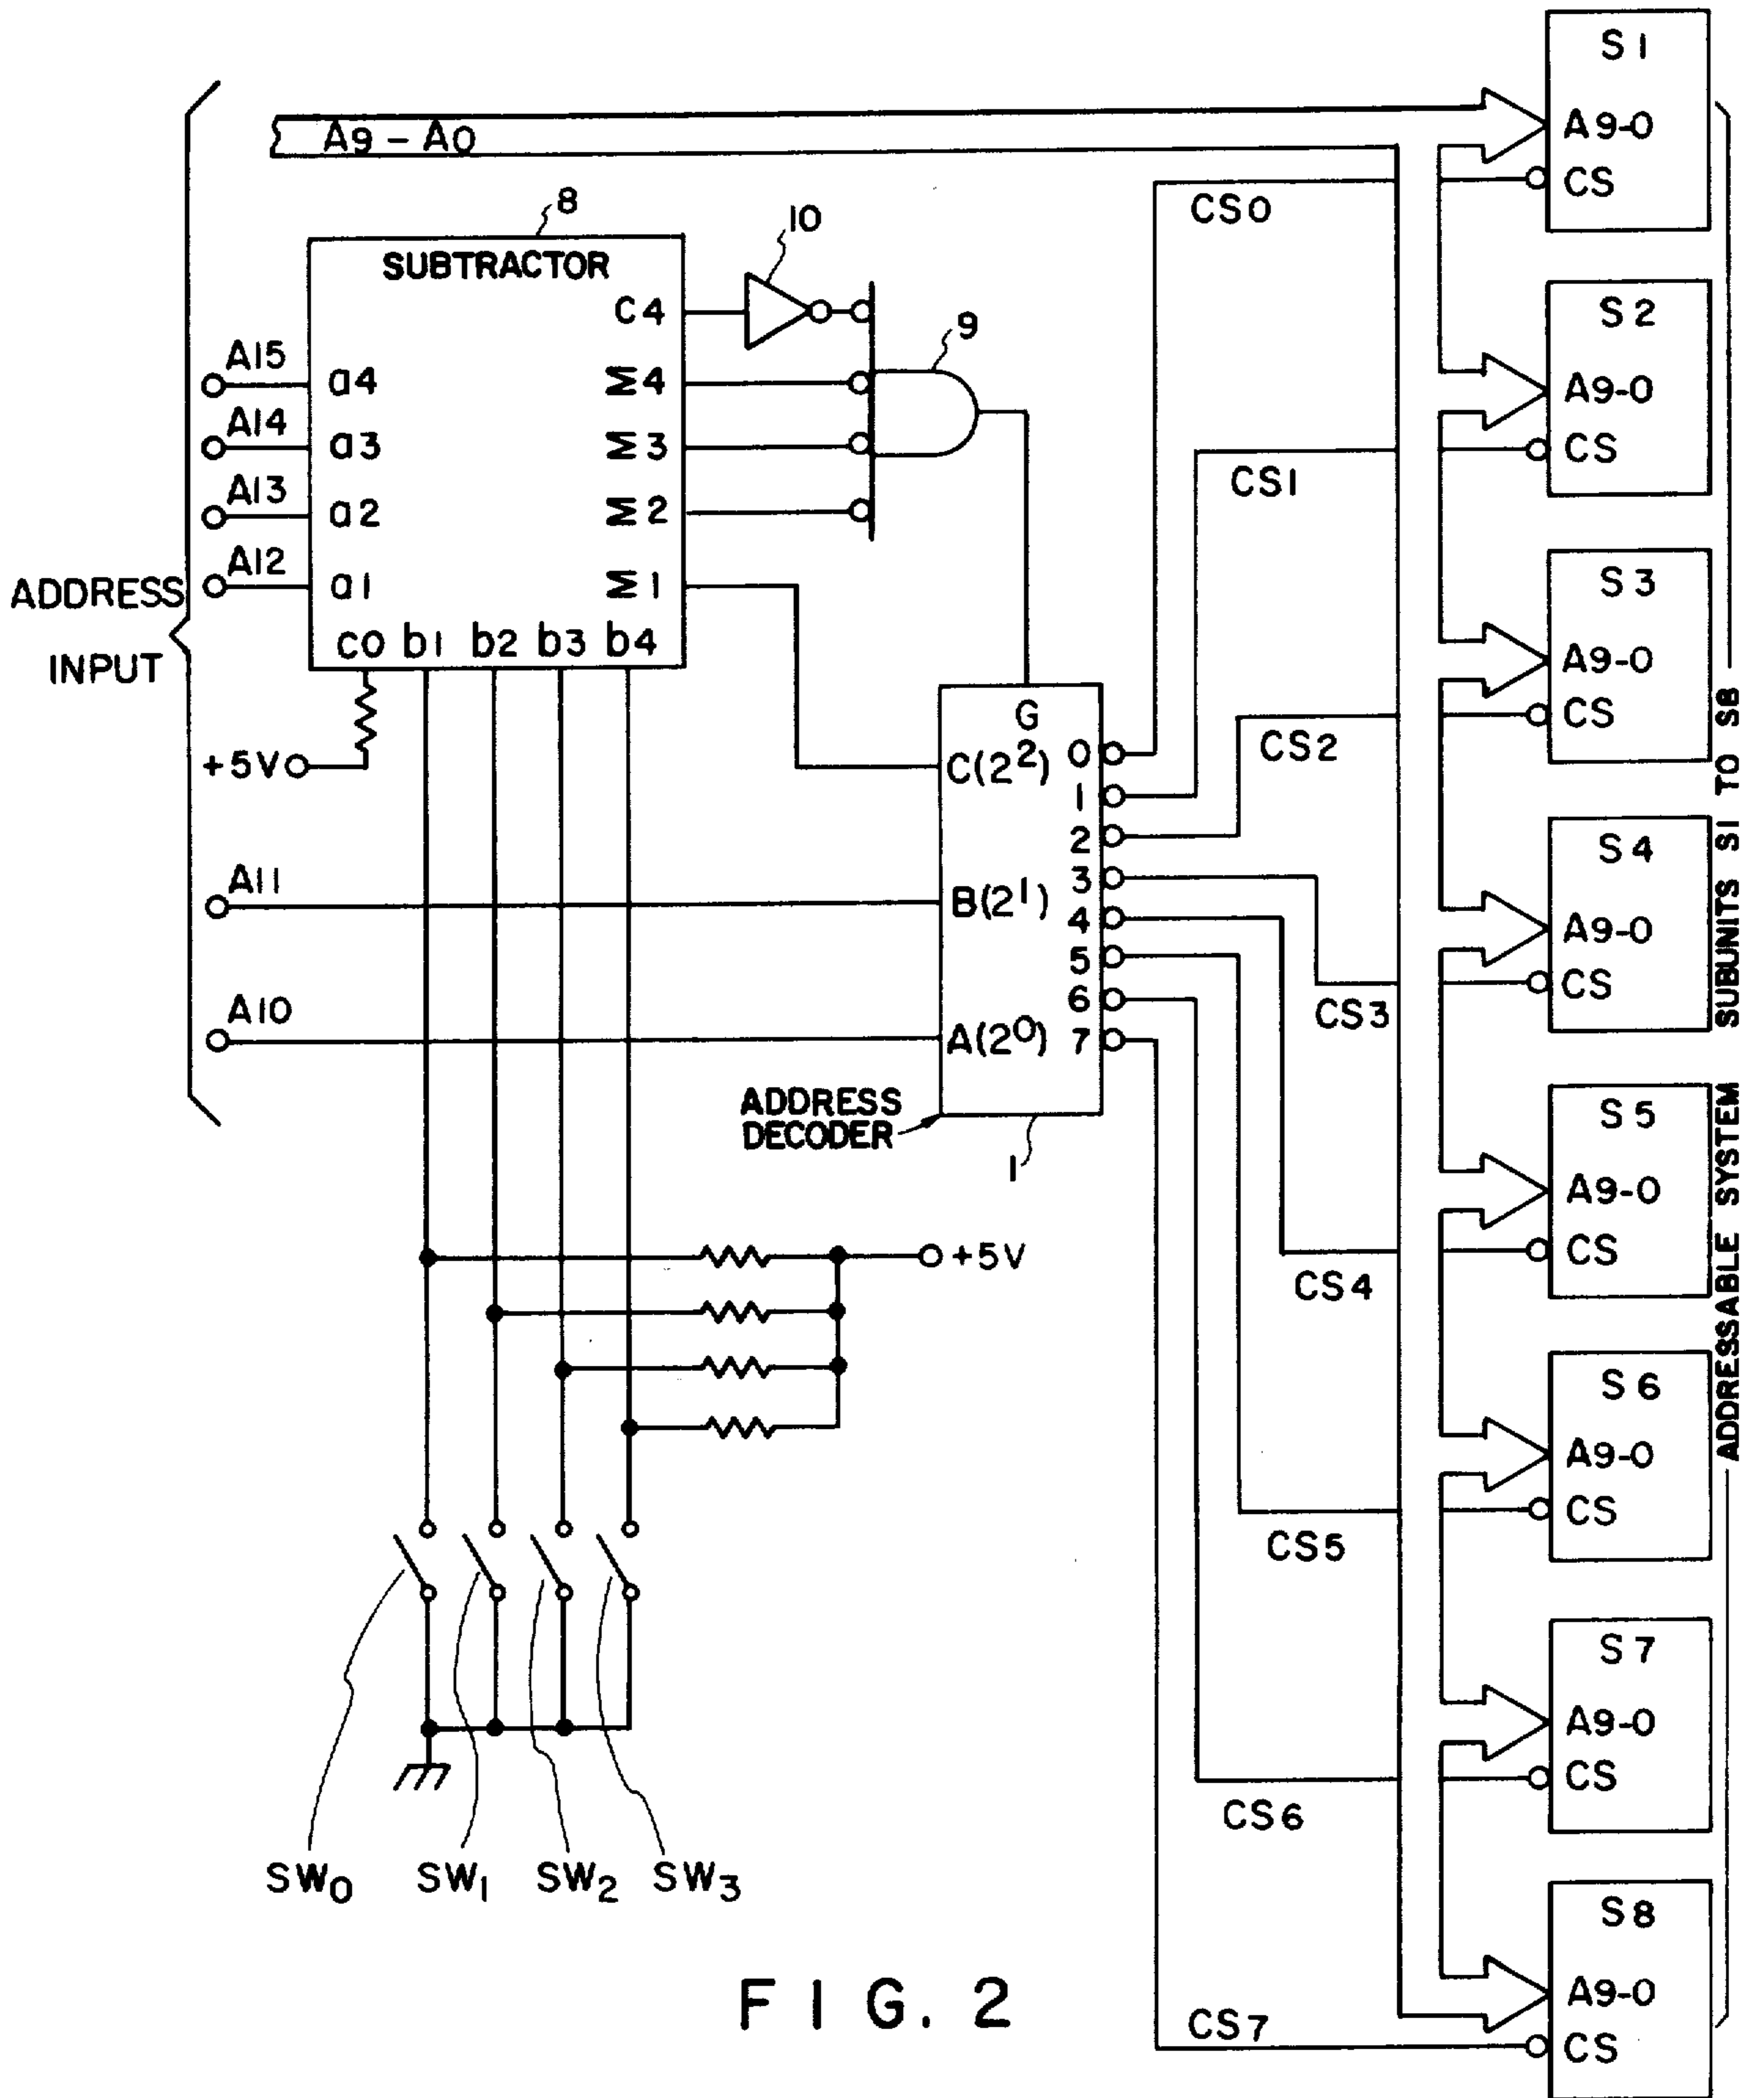 S1
A9-0
CS
A9 - A0
CS0
8
SUBTRACTOR
10
C4
9
S2
A9-0
CS
A15
a4
Σ4
A14
a3
Σ3
CS1
A13
a2
Σ2
A12
a1
Σ1
ADDRESS
INPUT
c0 b1 b2 b3 b4
S3
A9-0
CS
+5V
G
C(2²)
0
1
2
3
4
5
6
7
CS2
A11
B(2¹)
A10
A(2⁰)
S4
A9-0
CS
CS3
ADDRESS
DECODER
1
S5
A9-0
CS
+5V
CS4
S6
A9-0
CS
CS5
S7
A9-0
CS
CS6
SW0 SW1 SW2 SW3
S8
A9-0
CS
CS7
ADDRESSABLE SYSTEM SUBUNITS S1 TO S8
FIG. 2